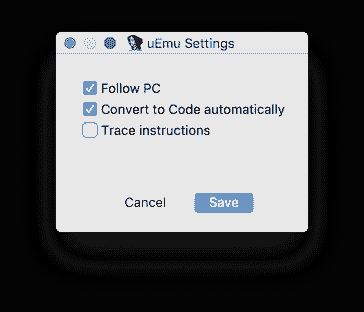 uEmu Settings
Follow PC
Convert to Code automatically
Trace instructions
Cancel Save